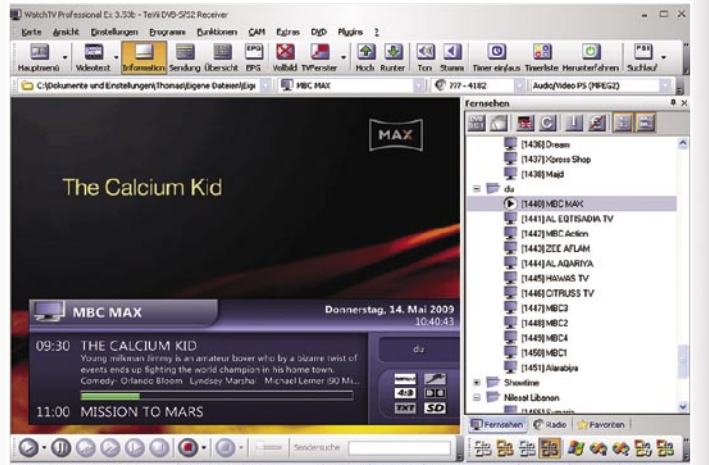 WatchTV Professional Ex 3.53b - TeVii DVB-S/S2 Receiver
Karte Ansicht Einstellungen Programm Funktionen CAM Extras DVD Plugins ?
EPG PSI
Hauptmenü Videotext Information Sendung Übersicht EPG Vollbild TVFenster Hoch Runter Ton Stumm Timer ein/aus Timerliste Herunterfahren Suchlauf
C:\Dokumente und Einstellungen\Thomas\Eigene Dateien\Eige MBC MAX ??? - 4182 Audio/Video PS (MPEG2)
Fernsehen
[1436] Dream
[1437] Xpress Shop
[1438] Majd
du
[1440] MBC MAX
[1441] AL EQTISADIA TV
[1442] MBC Action
[1443] ZEE AFLAM
[1444] AL AQARIYA
[1445] HAWAS TV
[1446] CITRUSS TV
[1447] MBC3
[1448] MBC2
[1449] MBC4
[1450] MBC1
[1451] Alarabiya
Showtime
Nilesat Libanon
Fernsehen Radio Favoriten
MAX
The Calcium Kid
MBC MAX
Donnerstag, 14. Mai 2009
10:40:43
09:30 THE CALCIUM KID
Young milkman Jimmy is an amateur boxer who by a bizarre twist of
events ends up fighting the world champion in his home town.
Comedy- Orlando Bloom Lyndsey Marshal Michael Lerner (90 Mi...
du
4:3
TXT SD
11:00 MISSION TO MARS
Sendersuche